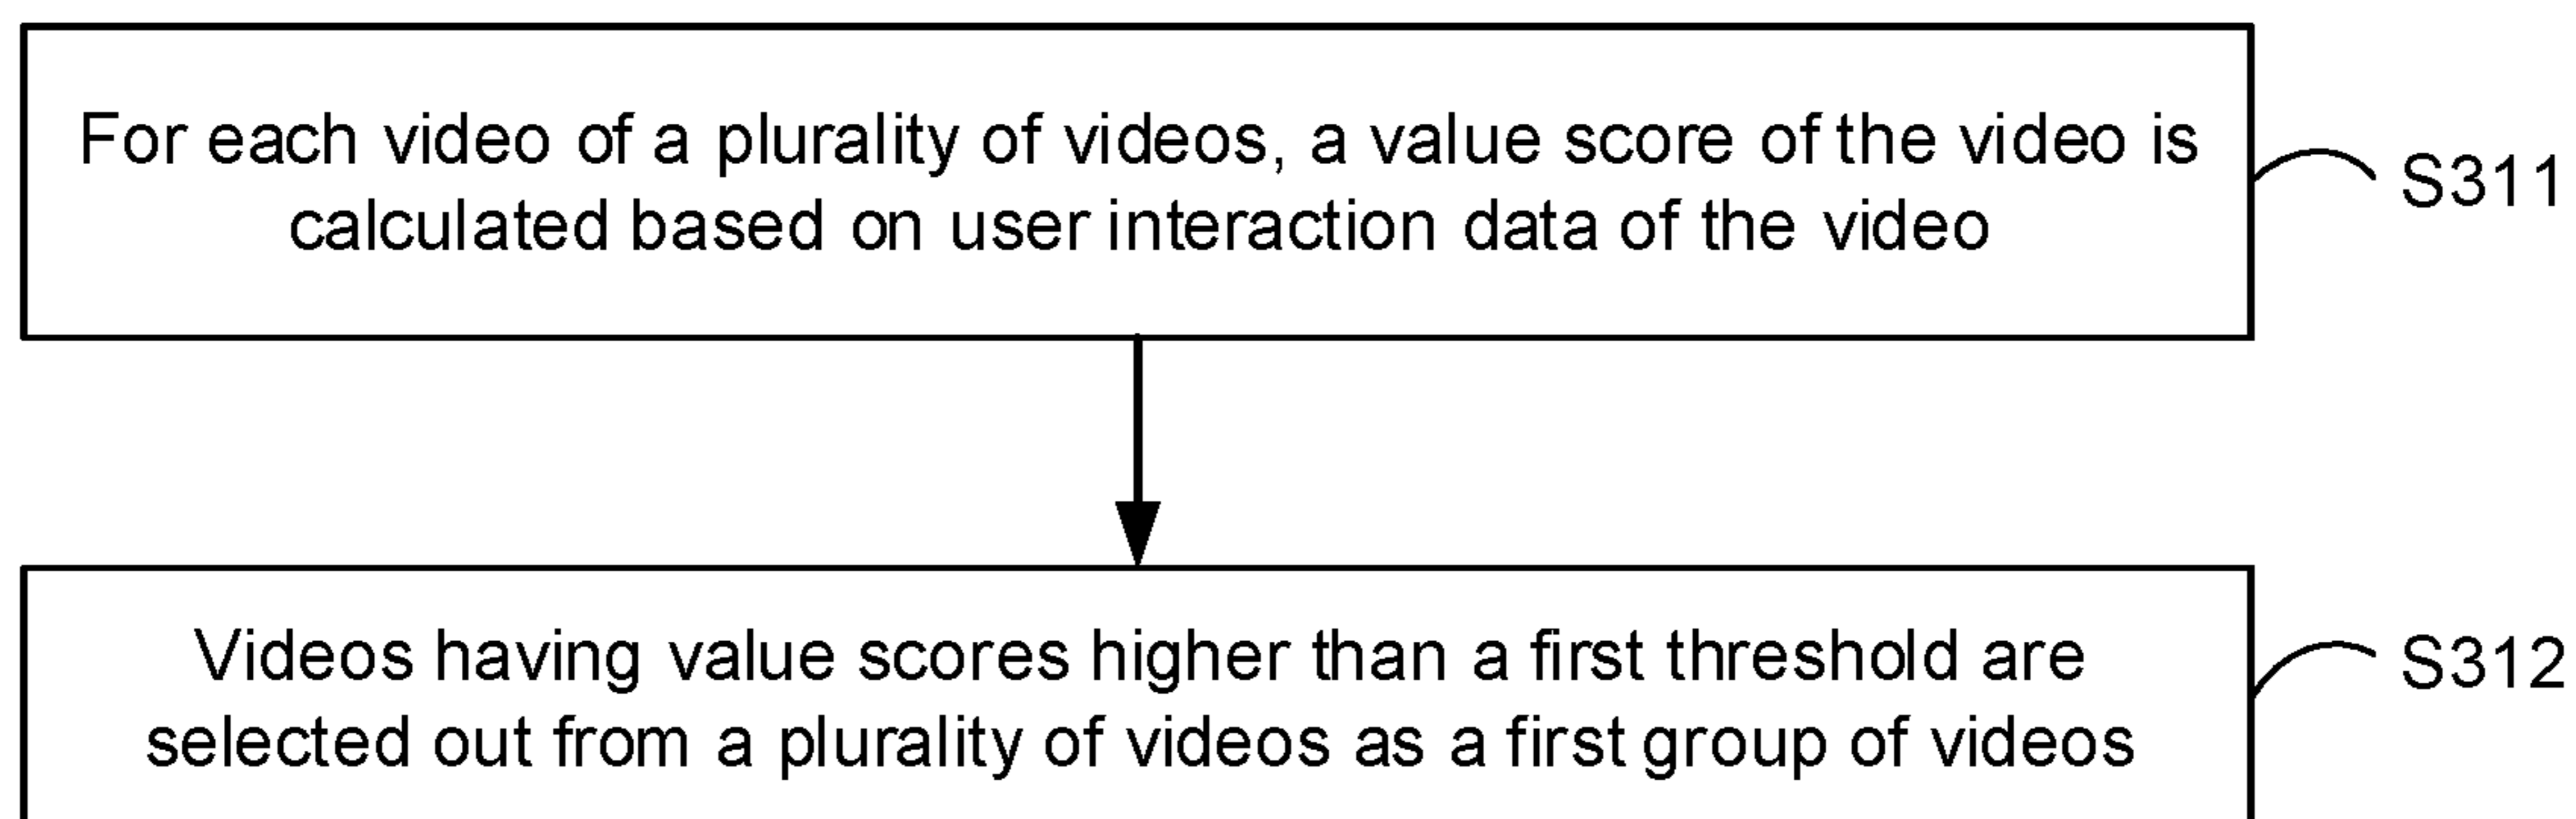 For each video of a plurality of videos, a value score of the video is
calculated based on user interaction data of the video
S311
Videos having value scores higher than a first threshold are
selected out from a plurality of videos as a first group of videos
S312